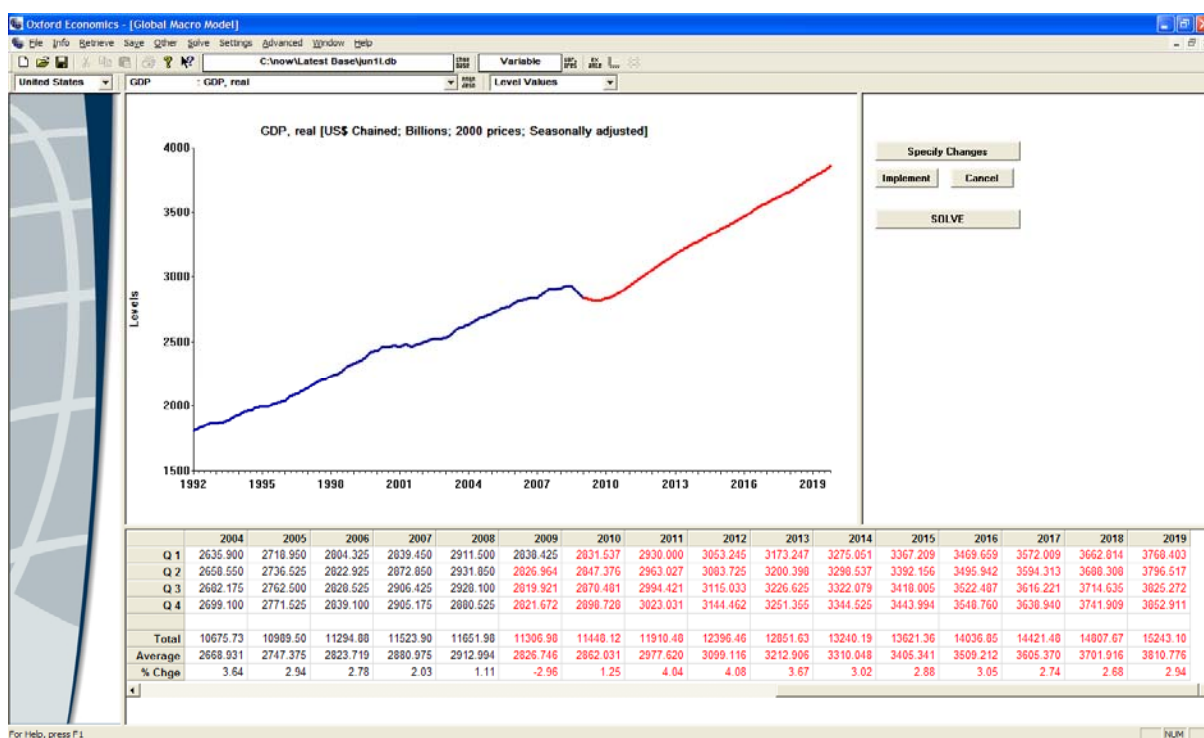 Oxford Economics - [Global Macro Model]
File Info Retrieve Save Other Solve Settings Advanced Window Help
C:\now\Latest Base\jun1l.db Variable
United States GDP : GDP, real Level Values
GDP, real [US$ Chained; Billions; 2000 prices; Seasonally adjusted]
Specify Changes
Implement Cancel
SOLVE
Levels
4000
3500
3000
2500
2000
1500
1992 1995 1998 2001 2004 2007 2010 2013 2016 2019
2004 2005 2006 2007 2008 2009 2010 2011 2012 2013 2014 2015 2016 2017 2018 2019
Q 1 2635.900 2718.950 2804.325 2839.450 2911.500 2838.425 2831.537 2930.000 3053.245 3173.247 3275.051 3367.209 3469.659 3572.009 3662.814 3768.403
Q 2 2658.550 2736.525 2822.925 2872.850 2931.850 2826.964 2847.376 2963.027 3083.725 3200.398 3298.537 3392.156 3495.942 3594.313 3688.308 3796.517
Q 3 2682.175 2762.500 2828.525 2906.425 2928.100 2819.921 2870.481 2994.421 3115.033 3226.625 3322.079 3418.005 3522.487 3616.221 3714.635 3825.272
Q 4 2699.100 2771.525 2839.100 2905.175 2880.525 2821.672 2898.728 3023.031 3144.462 3251.355 3344.525 3443.994 3548.760 3638.940 3741.909 3852.911
Total 10675.73 10989.50 11294.88 11523.90 11651.98 11306.98 11448.12 11910.48 12396.46 12851.63 13240.19 13621.36 14036.85 14421.48 14807.67 15243.10
Average 2668.931 2747.375 2823.719 2880.975 2912.994 2826.746 2862.031 2977.620 3099.116 3212.906 3310.048 3405.341 3509.212 3605.370 3701.916 3810.776
% Chge 3.64 2.94 2.78 2.03 1.11 -2.96 1.25 4.04 4.08 3.67 3.02 2.88 3.05 2.74 2.68 2.94
For Help, press F1 NUM